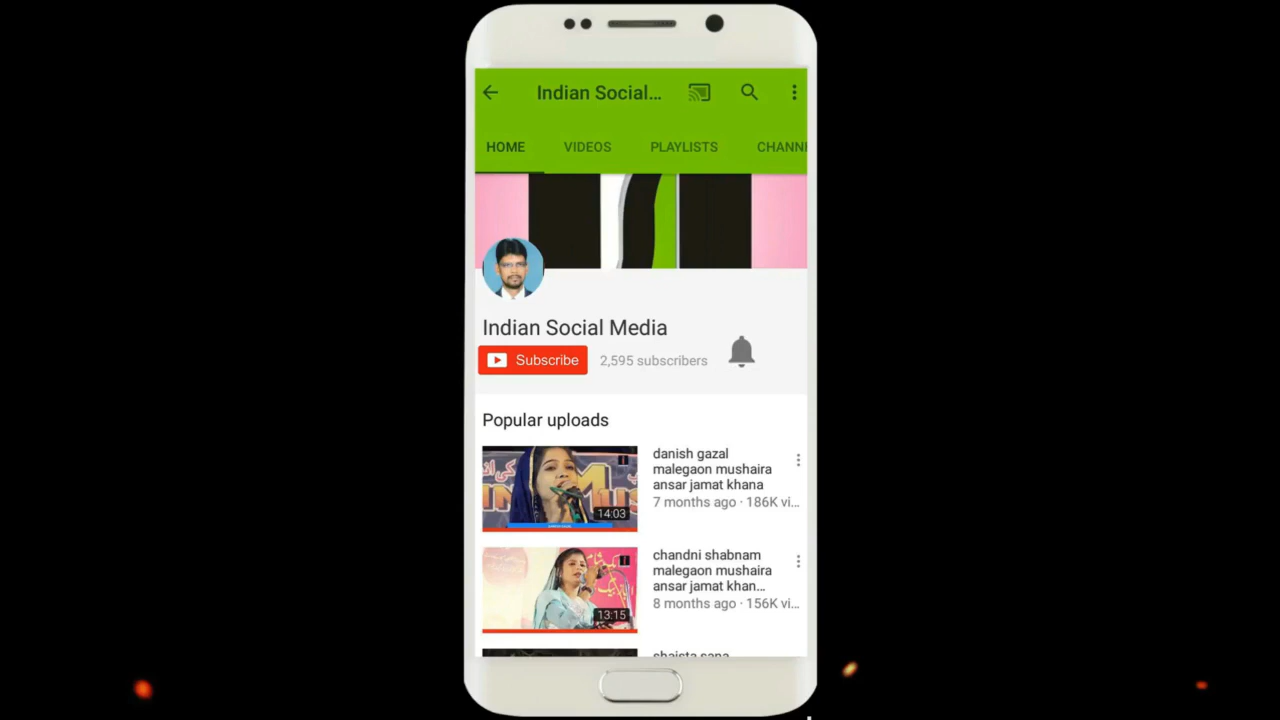 Indian Social...
HOME VIDEOS PLAYLISTS CHANN
Indian Social Media
Subscribe 2,595 subscribers
Popular uploads
danish gazal
malegaon mushaira
ansar jamat khana
7 months ago · 186K vi...
14:03
chandni shabnam
malegaon mushaira
ansar jamat khan...
8 months ago · 156K vi...
13:15
shaista sana